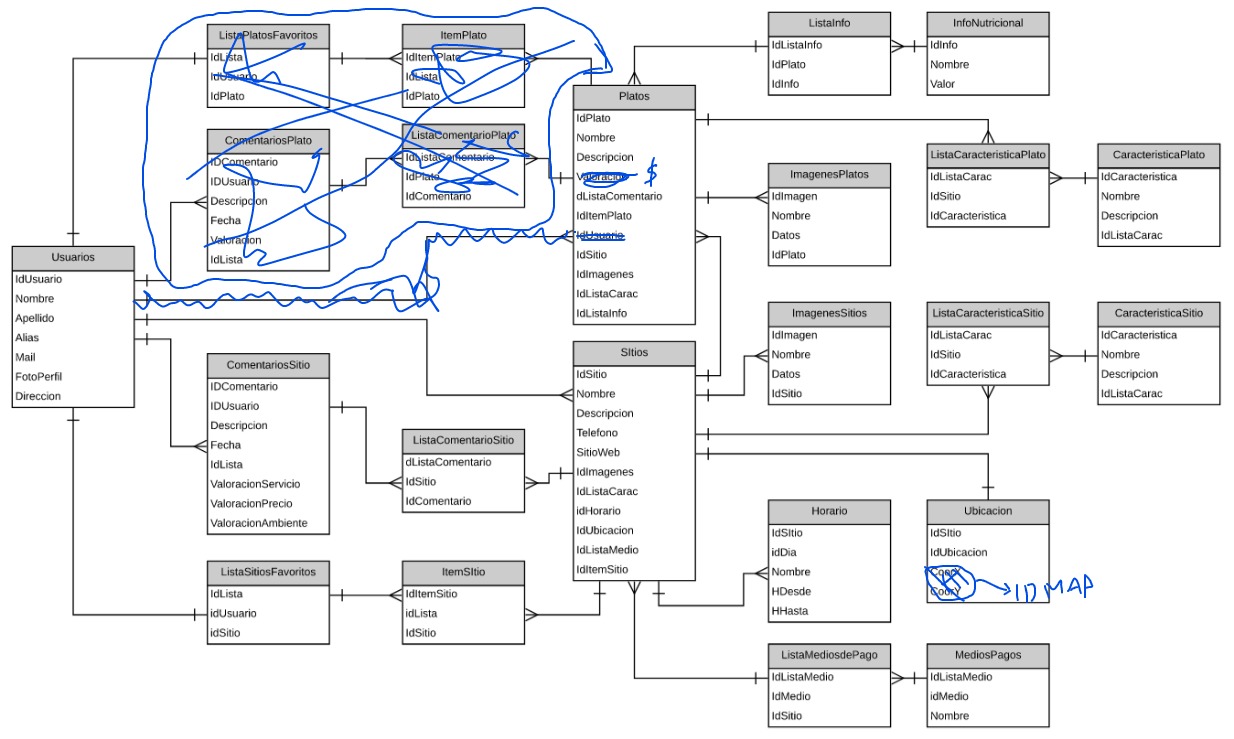 ListaPlatosFavoritos
IdLista
IdUsuario
IdPlato
ItemPlato
IdItemPlato
IdLista
IdPlato
ComentariosPlato
IDComentario
IDUsuario
Descripcion
Fecha
Valoracion
IdLista
ListaComentarioPlato
IdListaComentario
IdPlato
IdComentario
Platos
IdPlato
Nombre
Descripcion
Valoracion $
dListaComentario
IdItemPlato
IdUsuario
IdSitio
IdImagenes
IdListaCarac
IdListaInfo
ListaInfo
IdListaInfo
IdPlato
IdInfo
InfoNutricional
IdInfo
Nombre
Valor
ListaCaracteristicaPlato
IdListaCarac
IdSitio
IdCaracteristica
CaracteristicaPlato
IdCaracteristica
Nombre
Descripcion
IdListaCarac
ImagenesPlatos
IdImagen
Nombre
Datos
IdPlato
Usuarios
IdUsuario
Nombre
Apellido
Alias
Mail
FotoPerfil
Direccion
ComentariosSitio
IDComentario
IDUsuario
Descripcion
Fecha
IdLista
ValoracionServicio
ValoracionPrecio
ValoracionAmbiente
ListaComentarioSitio
dListaComentario
IdSitio
IdComentario
SItios
IdSitio
Nombre
Descripcion
Telefono
SitioWeb
IdImagenes
IdListaCarac
idHorario
IdUbicacion
IdListaMedio
IdItemSitio
ImagenesSitios
IdImagen
Nombre
Datos
IdSitio
ListaCaracteristicaSitio
IdListaCarac
IdSitio
IdCaracteristica
CaracteristicaSitio
IdCaracteristica
Nombre
Descripcion
IdListaCarac
ListaSitiosFavoritos
IdLista
idUsuario
idSitio
ItemSItio
IdItemSitio
idLista
IdSitio
Horario
IdSItio
idDia
Nombre
HDesde
HHasta
Ubicacion
IdSItio
IdUbicacion
CoorX
CoorY
IDMAP
ListaMediosdePago
IdListaMedio
IdMedio
IdSitio
MediosPagos
IdListaMedio
idMedio
Nombre